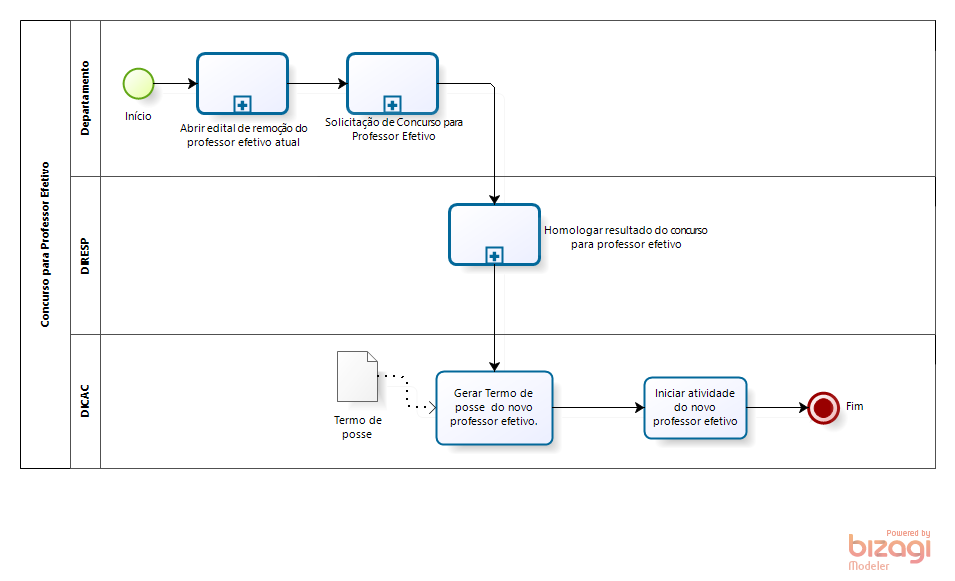 Concurso para Professor Efetivo
Departamento
Início
Abrir edital de remoção do
professor efetivo atual
Solicitação de Concurso para
Professor Efetivo
DIRESP
Homologar resultado do concurso
para professor efetivo
DICAC
Termo de
posse
Gerar Termo de
posse do novo
professor efetivo.
Iniciar atividade
do novo
professor efetivo
Fim
Powered by
bizagi
Modeler